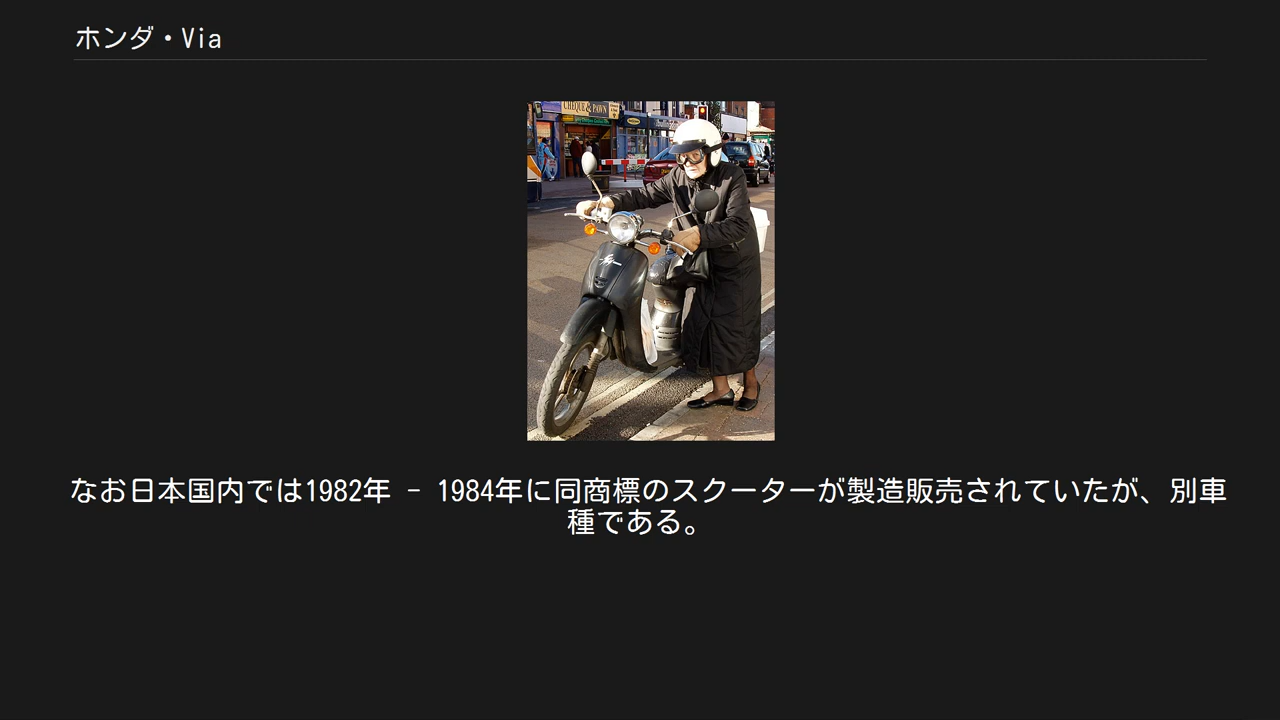 ホンダ・Via
CHEQUE & PAWN
なお日本国内では1982年 - 1984年に同商標のスクーターが製造販売されていたが、別車
種である。